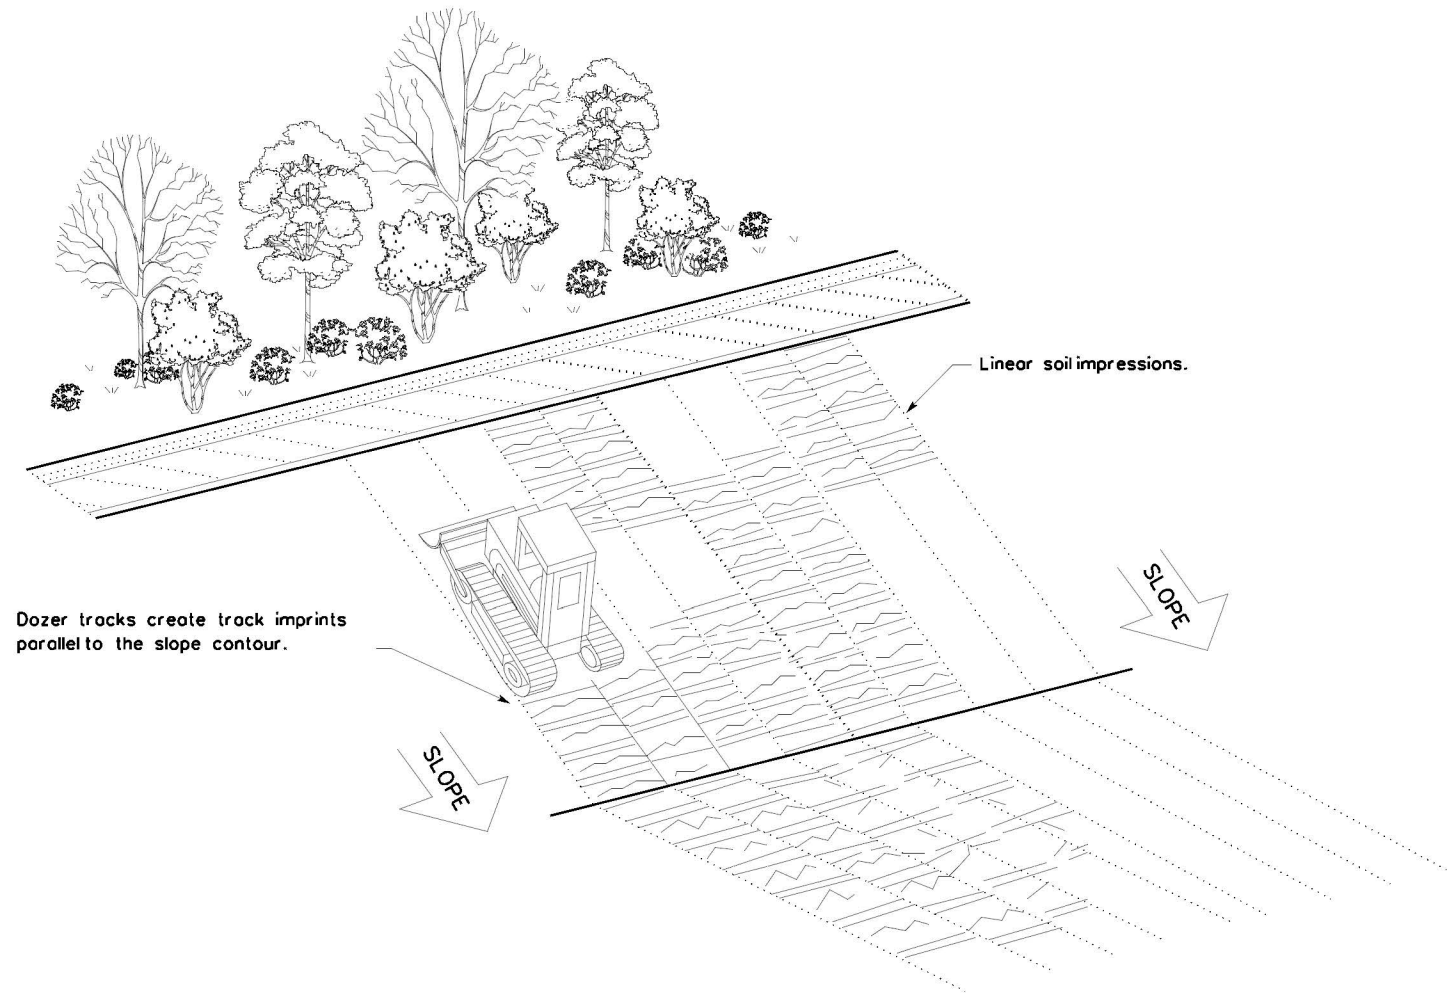 Linear soil impressions.
SLOPE
Dozer tracks create track imprints
parallel to the slope contour.
SLOPE